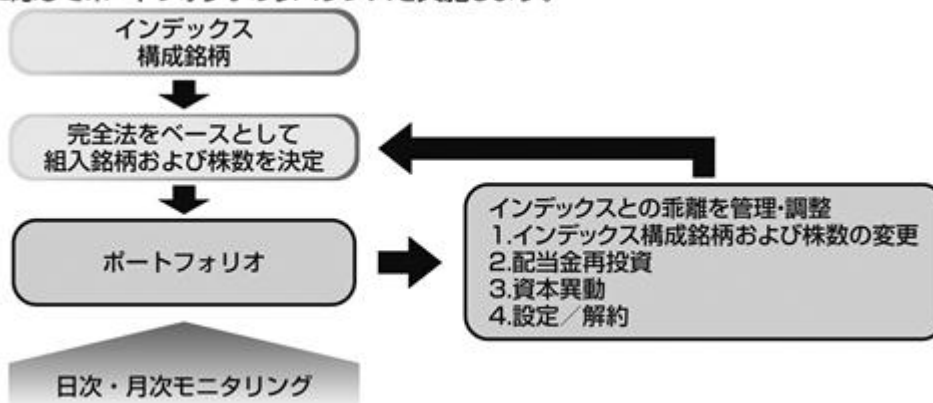 インデックス
構成銘柄
完全法をベースとして
組入銘柄および株数を決定
ポートフォリオ
インデックスとの乖離を管理・調整
1.インデックス構成銘柄および株数の変更
2.配当金再投資
3.資本異動
4.設定／解約
日次・月次モニタリング